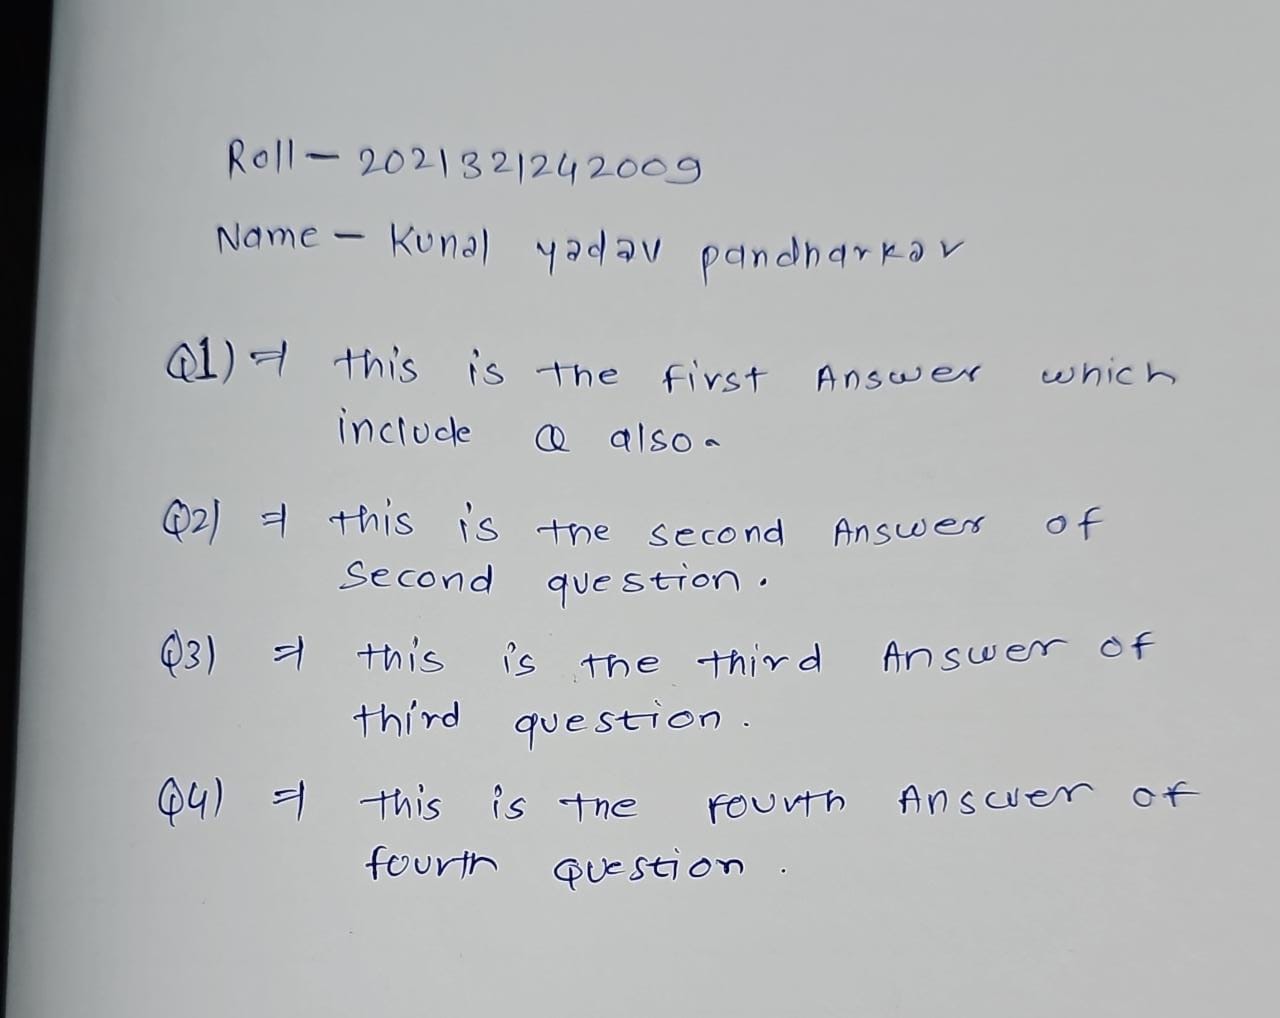 Roll - 2021321242009
Name - Kunal yadav pandharkar
Q1) ⇒ this is the first Answer which
include Q also.
Q2) ⇒ this is the second Answer of
Second question.
Q3) ⇒ this is the third Answer of
third question.
Q4) ⇒ this is the fourth Answer of
fourth Question.